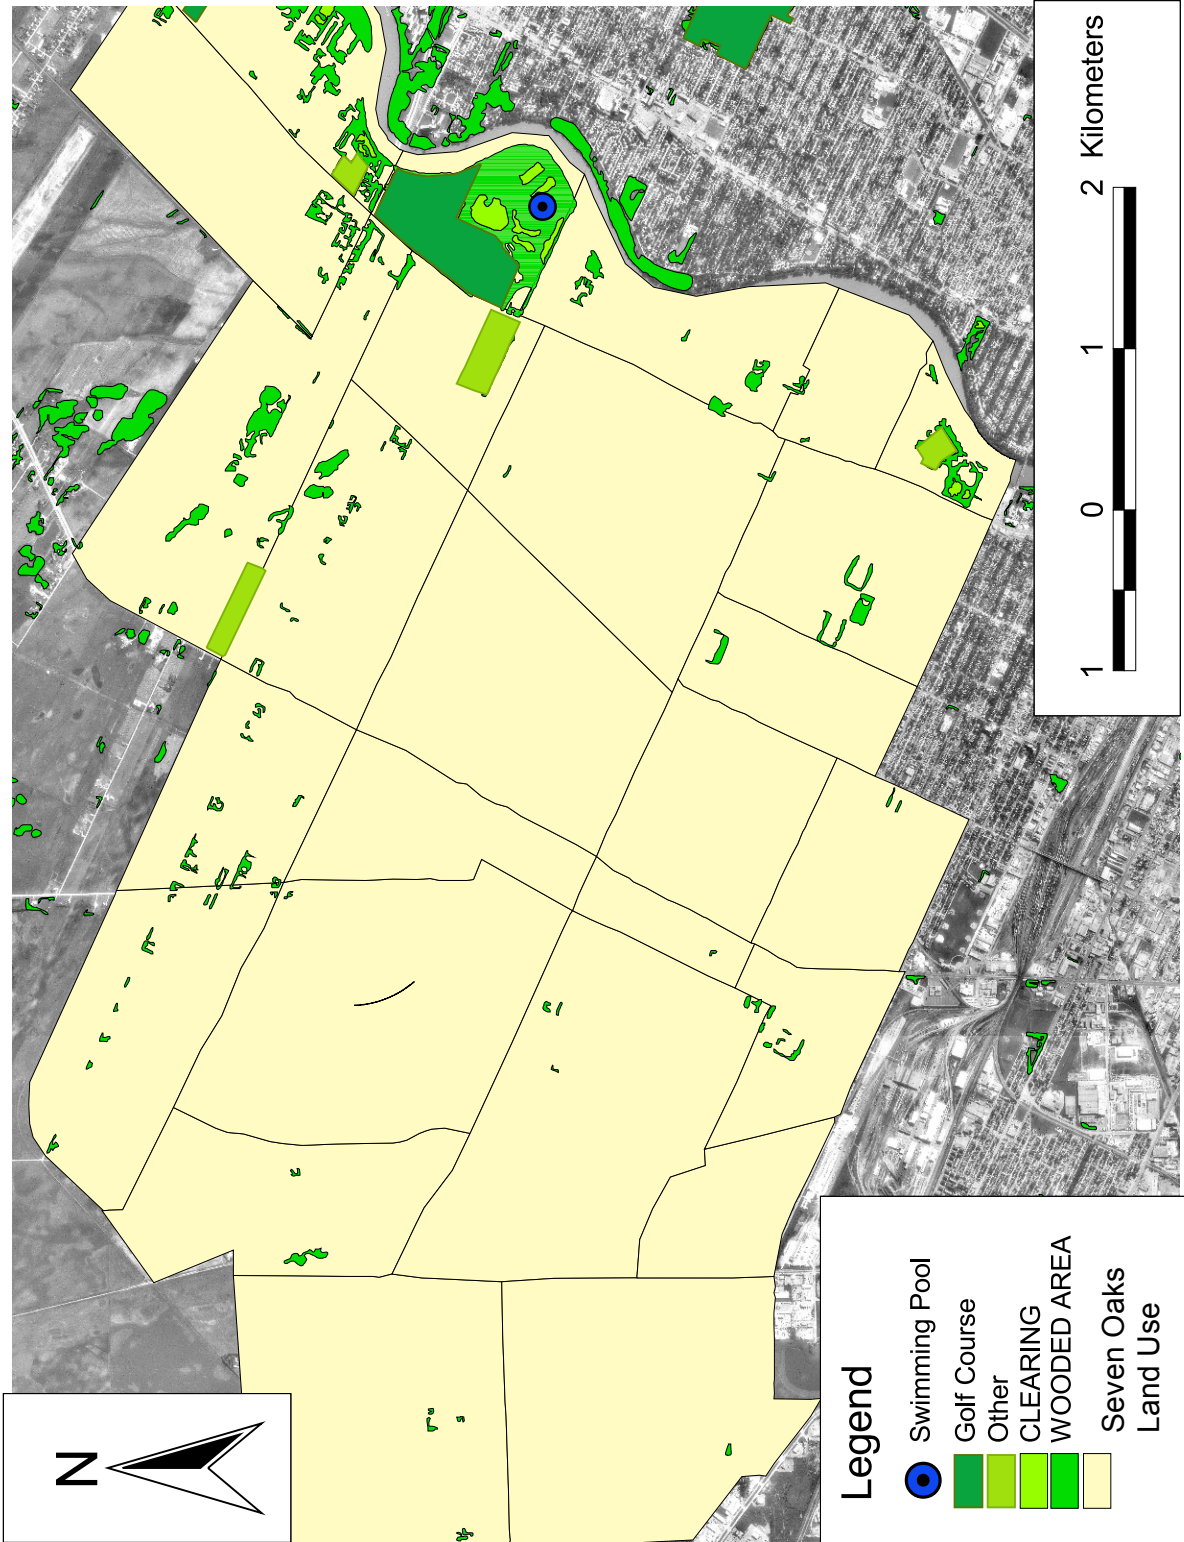 N
Legend
Swimming Pool
Golf Course
Other
CLEARING
WOODED AREA
Seven Oaks
Land Use
1 0 1 2 Kilometers